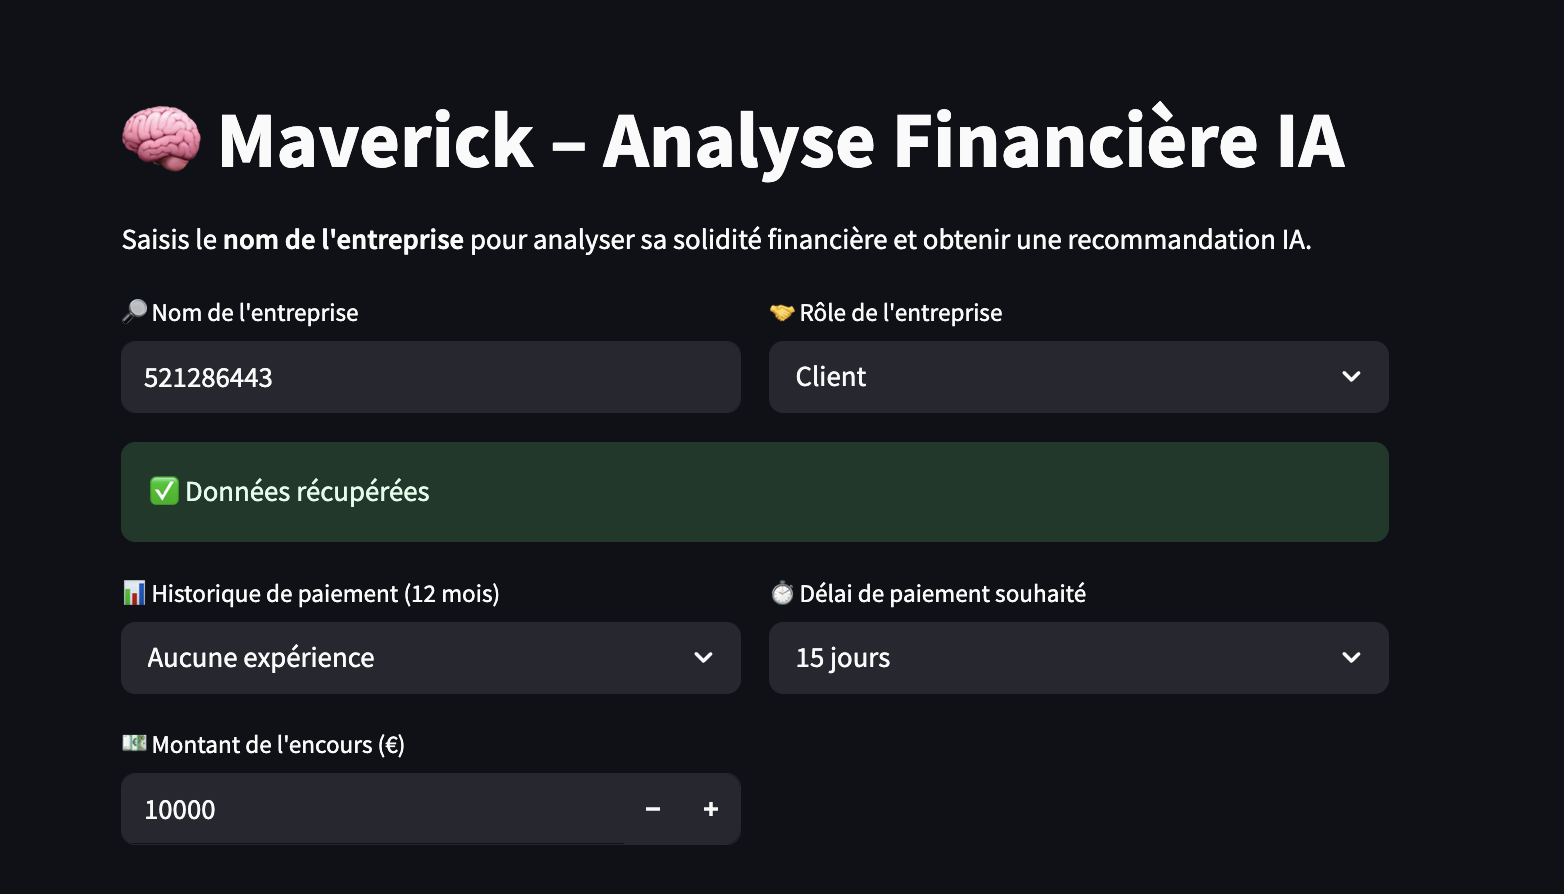 🧠 Maverick – Analyse Financière IA
Saisis le nom de l'entreprise pour analyser sa solidité financière et obtenir une recommandation IA.
🔎 Nom de l'entreprise
521286443
🤝 Rôle de l'entreprise
Client
✅ Données récupérées
📊 Historique de paiement (12 mois)
Aucune expérience
⏱️ Délai de paiement souhaité
15 jours
💶 Montant de l'encours (€)
10000